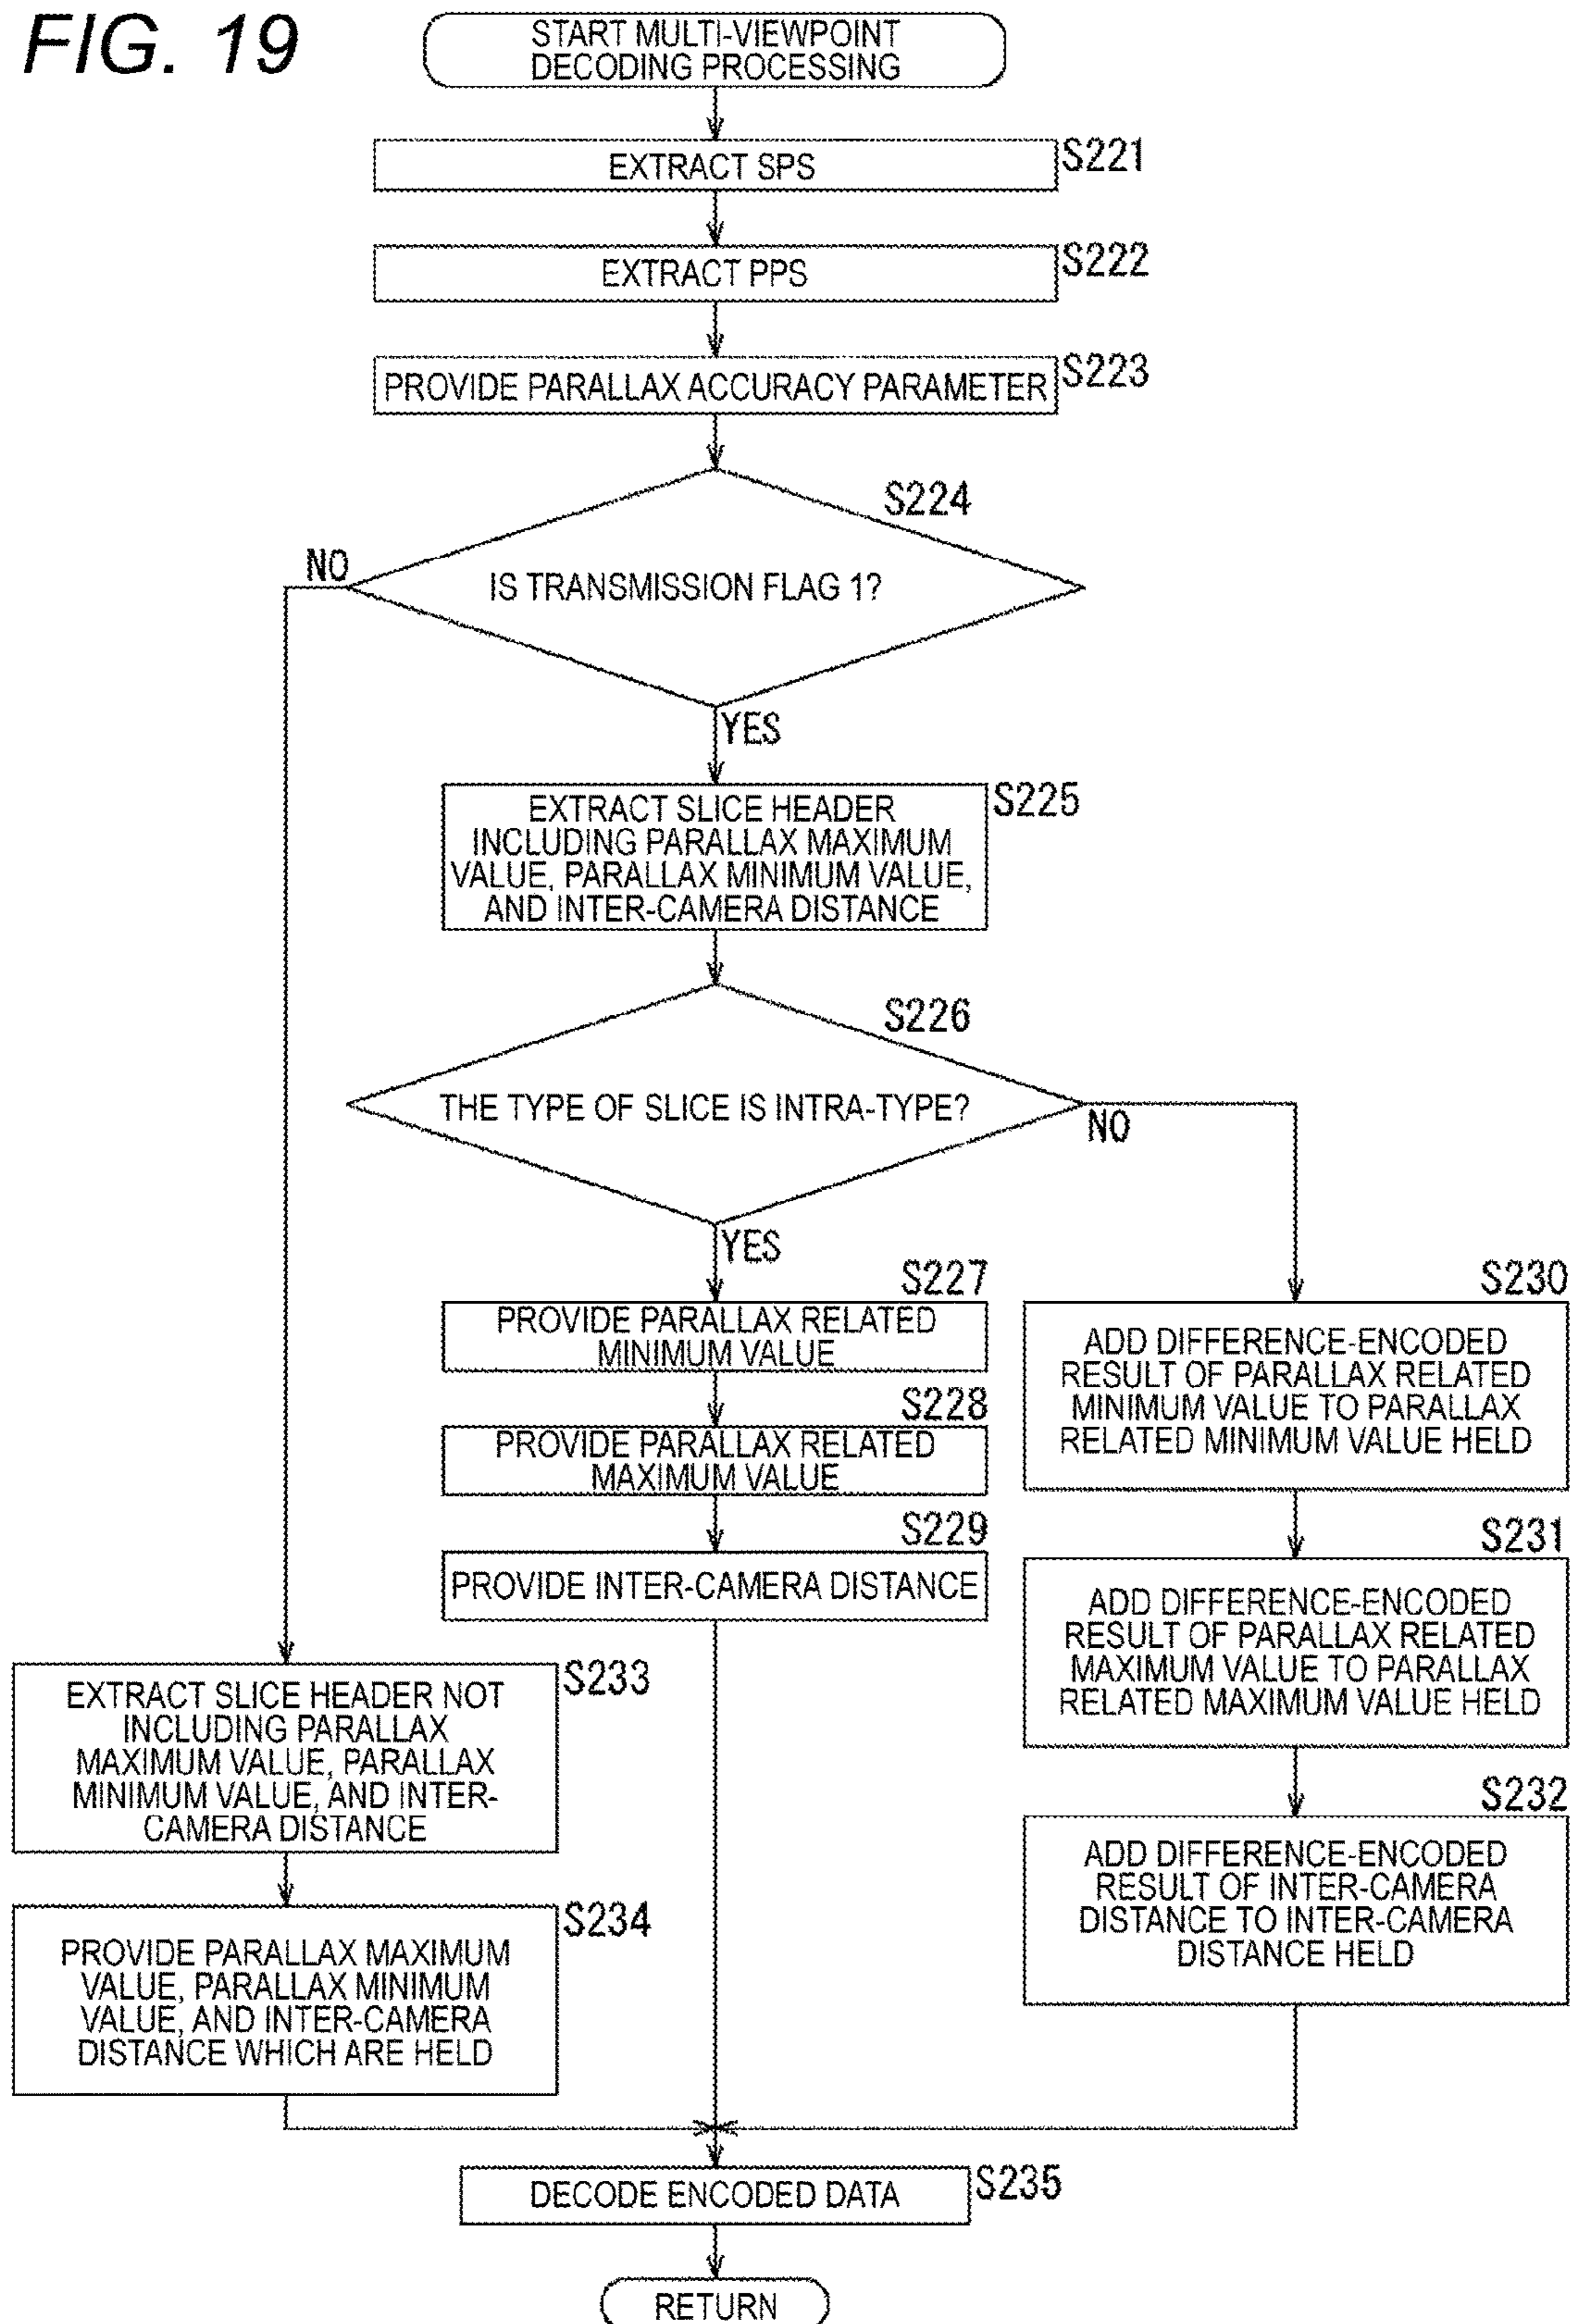 FIG. 19
START MULTI-VIEWPOINT
DECODING PROCESSING
S221
EXTRACT SPS
S222
EXTRACT PPS
S223
PROVIDE PARALLAX ACCURACY PARAMETER
S224
NO
IS TRANSMISSION FLAG 1?
YES
S225
EXTRACT SLICE HEADER
INCLUDING PARALLAX MAXIMUM
VALUE, PARALLAX MINIMUM VALUE,
AND INTER-CAMERA DISTANCE
S226
THE TYPE OF SLICE IS INTRA-TYPE?
NO
YES
S227
PROVIDE PARALLAX RELATED
MINIMUM VALUE
S228
PROVIDE PARALLAX RELATED
MAXIMUM VALUE
S229
PROVIDE INTER-CAMERA DISTANCE
S230
ADD DIFFERENCE-ENCODED
RESULT OF PARALLAX RELATED
MINIMUM VALUE TO PARALLAX
RELATED MINIMUM VALUE HELD
S231
ADD DIFFERENCE-ENCODED
RESULT OF PARALLAX RELATED
MAXIMUM VALUE TO PARALLAX
RELATED MAXIMUM VALUE HELD
S232
ADD DIFFERENCE-ENCODED
RESULT OF INTER-CAMERA
DISTANCE TO INTER-CAMERA
DISTANCE HELD
S233
EXTRACT SLICE HEADER NOT
INCLUDING PARALLAX
MAXIMUM VALUE, PARALLAX
MINIMUM VALUE, AND INTER-
CAMERA DISTANCE
S234
PROVIDE PARALLAX MAXIMUM
VALUE, PARALLAX MINIMUM
VALUE, AND INTER-CAMERA
DISTANCE WHICH ARE HELD
S235
DECODE ENCODED DATA
RETURN